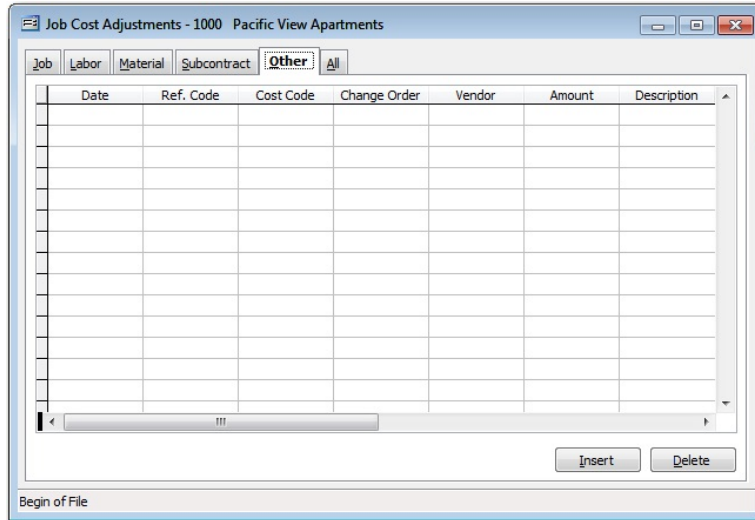 Job Cost Adjustments - 1000 Pacific View Apartments
Job Labor Material Subcontract Other All
Date Ref. Code Cost Code Change Order Vendor Amount Description
Insert Delete
Begin of File